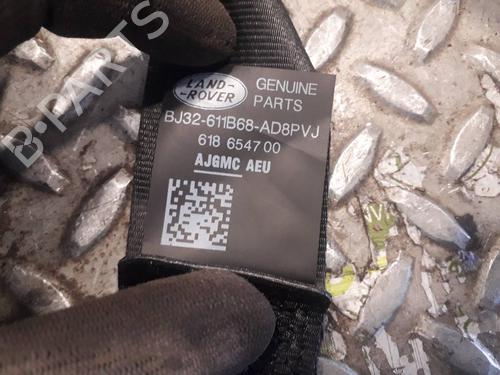 B-PARTS
LAND-
ROVER
GENUINE
PARTS
BJ32-611B68-AD8PVJ
618 6547 00
AJGMC AEU